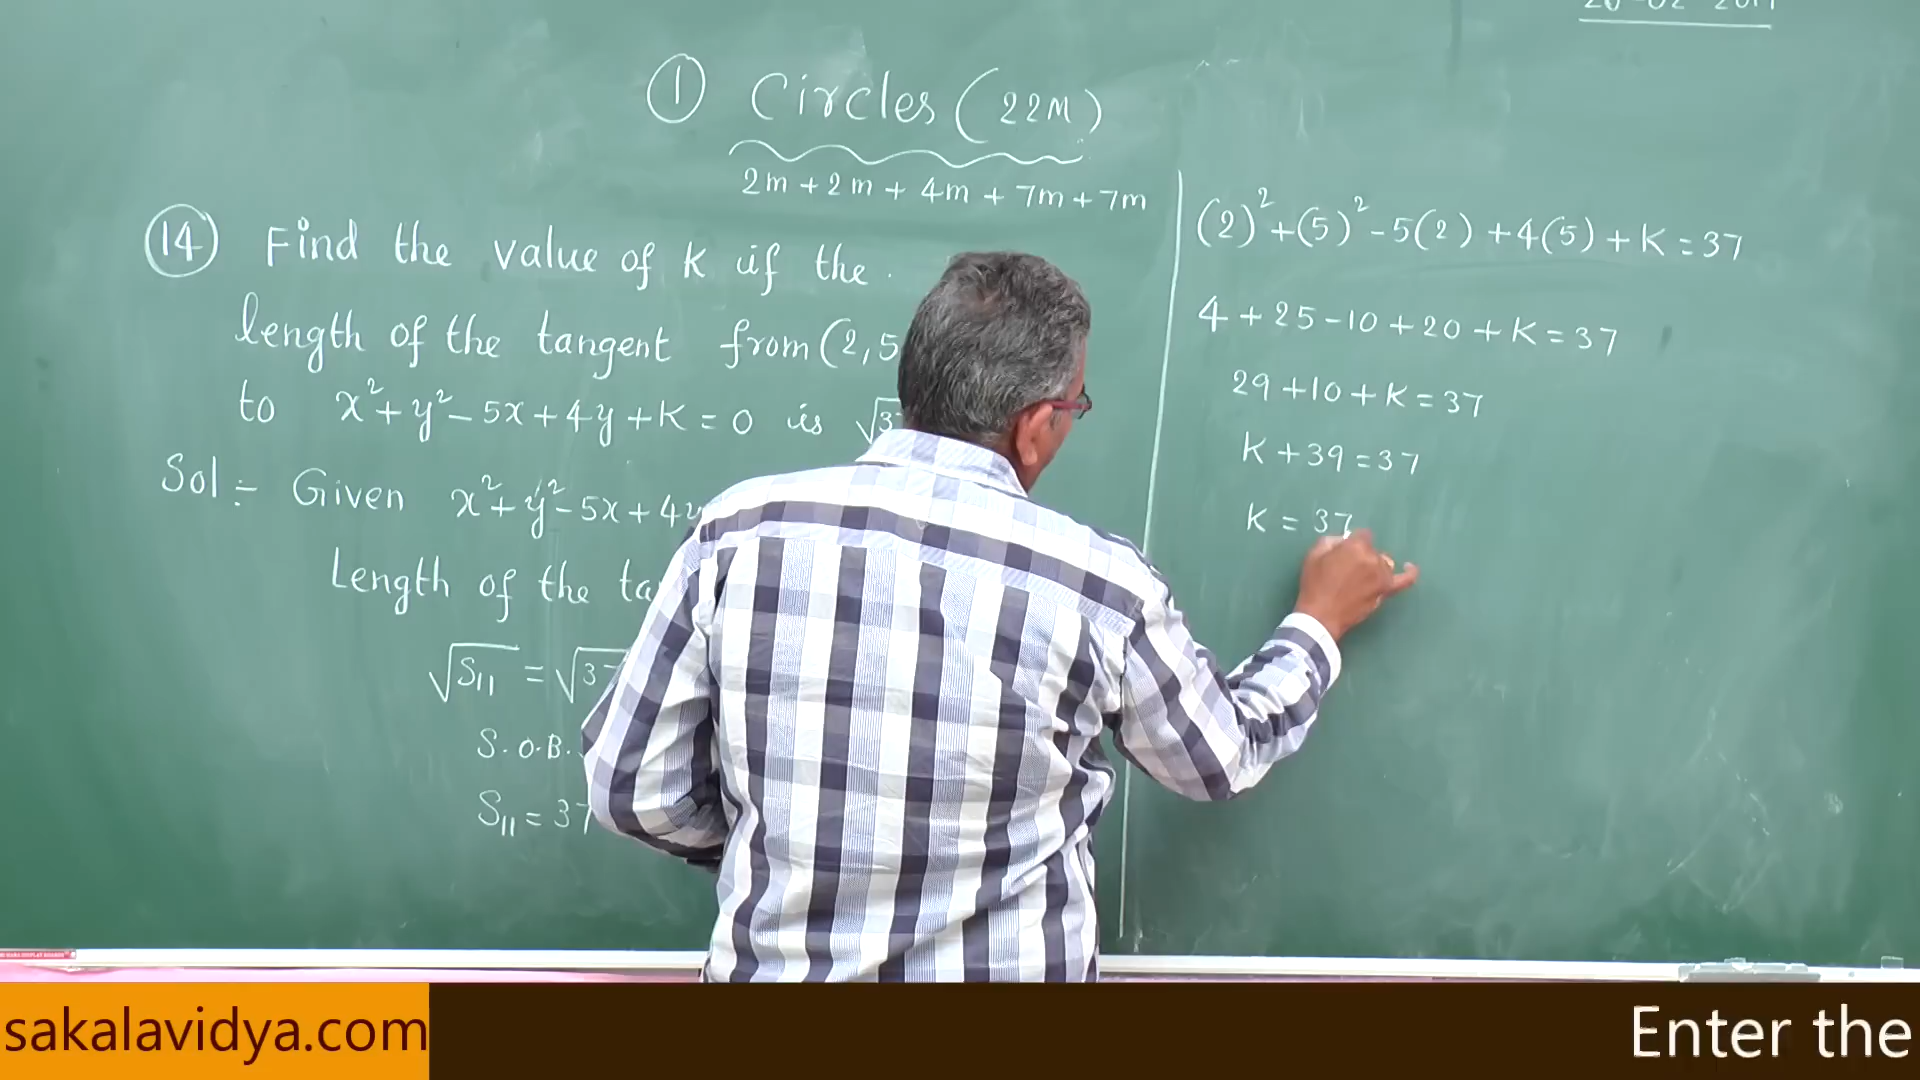 ① Circles (22M)
2m + 2m + 4m + 7m + 7m
⑭ Find the value of K if the
length of the tangent from (2, 5
to x² + y² - 5x + 4y + K = 0 is √3
Sol :- Given x² + y² - 5x + 4
Length of the
√S₁₁ = √37
S.O.B.
S₁₁ = 37
(2)² + (5)² - 5(2) + 4(5) + K = 37
4 + 25 - 10 + 20 + K = 37
29 + 10 + K = 37
K + 39 = 37
K = 37
sakalavidya.com
Enter the